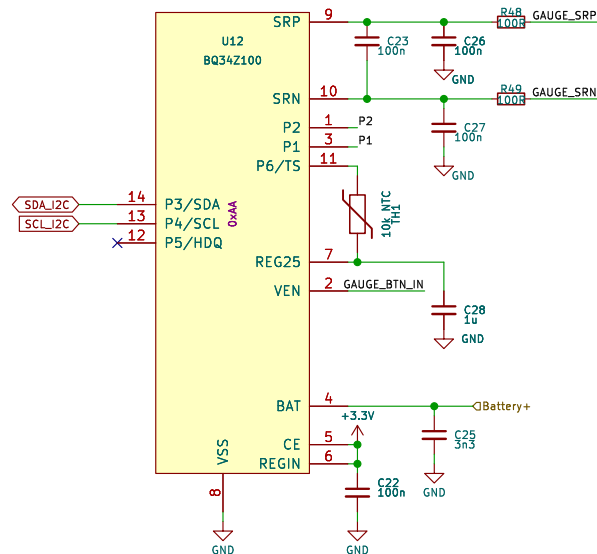 U12
BQ34Z100
SRP
9
C23
100n
C26
100n
GND
R48
100R
GAUGE_SRP
SRN
10
R49
100R
GAUGE_SRN
C27
100n
GND
P2
1
P2
P1
3
P1
P6/TS
11
10k_NTC
TH1
SDA_I2C
14
P3/SDA
SCL_I2C
13
P4/SCL
12
P5/HDQ
0xAA
REG25
7
VEN
2
GAUGE_BTN_IN
C28
1u
GND
BAT
4
Battery+
+3.3V
C25
3n3
GND
CE
5
REGIN
6
C22
100n
GND
VSS
8
GND